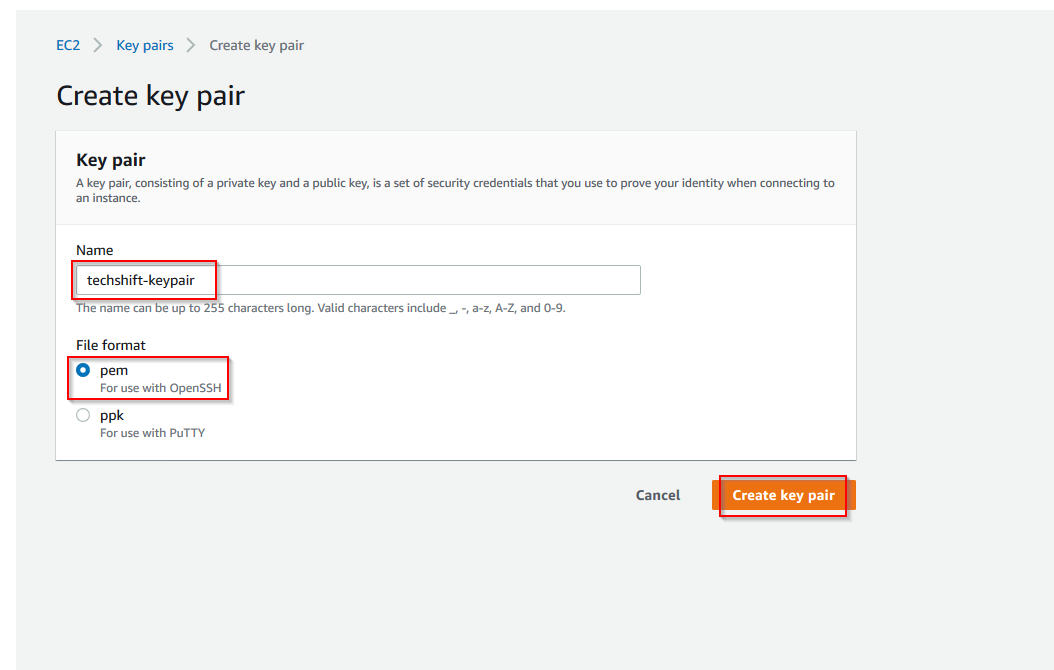 EC2 > Key pairs > Create key pair
Create key pair
Key pair
A key pair, consisting of a private key and a public key, is a set of security credentials that you use to prove your identity when connecting to
an instance.
Name
techshift-keypair
The name can be up to 255 characters long. Valid characters include _, -, a-z, A-Z, and 0-9.
File format
pem
For use with OpenSSH
ppk
For use with PuTTY
Cancel Create key pair